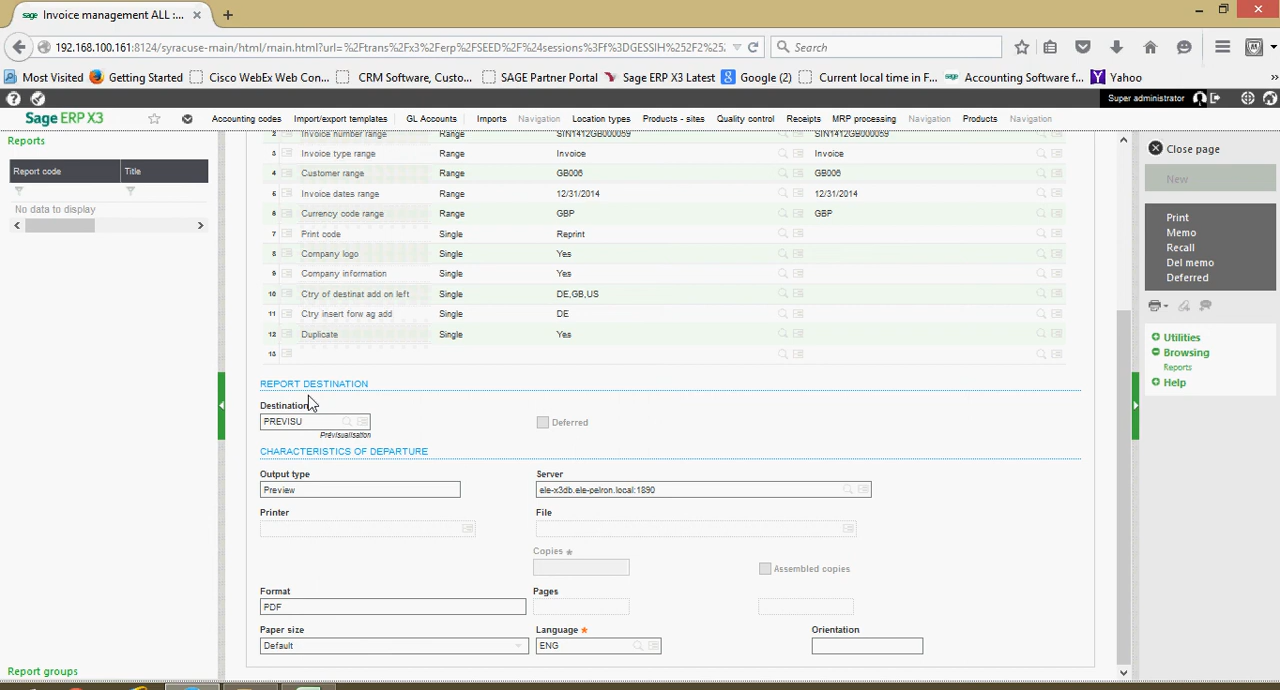 sage Invoice management ALL :...
192.168.100.161:8124/syracuse-main/html/main.html?url=%2Ftrans%2Fx3%2Ferp%2FSEED%2F%24sessions%3Ff%3DGESSIH%252F2%252
Search
Most Visited Getting Started Cisco WebEx Web Con... CRM Software, Custo... SAGE Partner Portal Sage ERP X3 Latest Google (2) Current local time in F... sage Accounting Software f... Yahoo
Super administrator
Sage ERP X3 Accounting codes Import/export templates GL Accounts Imports Navigation Location types Products - sites Quality control Receipts MRP processing Navigation Products Navigation
Reports
Report code Title
No data to display
Report groups
2 Invoice number range Range SIN1412GB000059 SIN1412GB000059
3 Invoice type range Range Invoice Invoice
4 Customer range Range GB006 GB006
5 Invoice dates range Range 12/31/2014 12/31/2014
6 Currency code range Range GBP GBP
7 Print code Single Reprint
8 Company logo Single Yes
9 Company information Single Yes
10 Ctry of destinat add on left Single DE,GB,US
11 Ctry insert forw ag add Single DE
12 Duplicate Single Yes
13
REPORT DESTINATION
Destination
PREVISU Deferred
Prévisualisation
CHARACTERISTICS OF DEPARTURE
Output type Server
Preview ele-x3db.ele-pelron.local:1890
Printer File
Copies
Assembled copies
Format Pages
PDF
Paper size Language Orientation
Default ENG
Close page
New
Print
Memo
Recall
Del memo
Deferred
Utilities
Browsing
Reports
Help